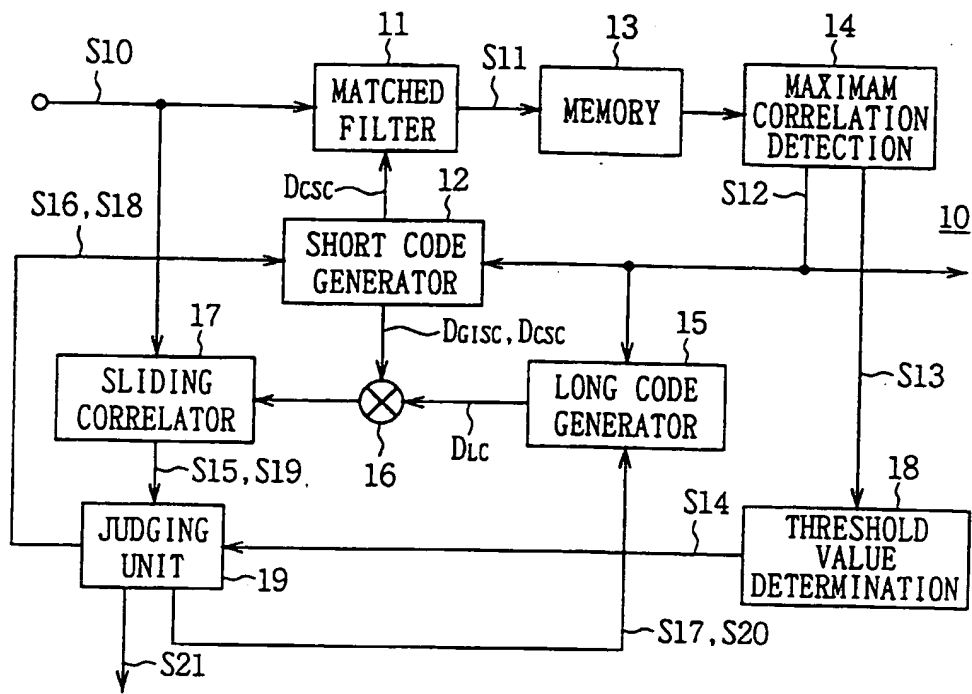 11
13
14
S10
S11
MATCHED
FILTER
MEMORY
MAXIMAM
CORRELATION
DETECTION
DCSC
12
S12
S16, S18
10
SHORT CODE
GENERATOR
17
DGISC, DCSC
15
S13
SLIDING
CORRELATOR
LONG CODE
GENERATOR
DLC
16
S15, S19
18
S14
JUDGING
UNIT
19
THRESHOLD
VALUE
DETERMINATION
S17, S20
S21